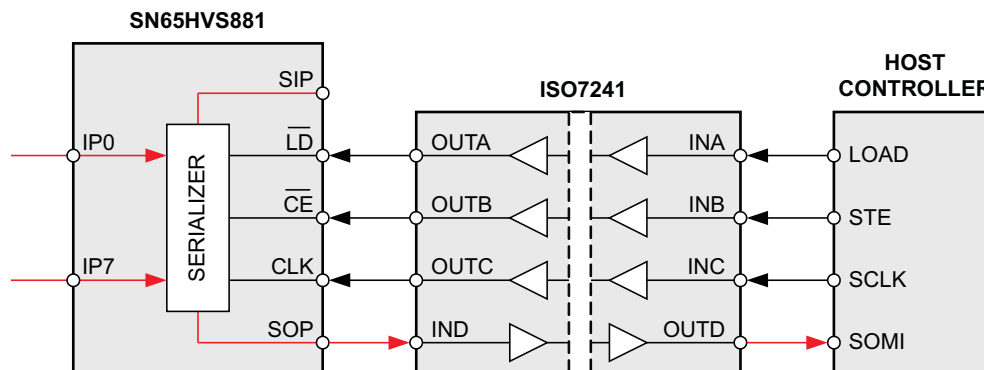 SN65HVS881
HOST
CONTROLLER
ISO7241
SIP
IP0
LD
OUTA
INA
LOAD
CE
OUTB
INB
STE
SERIALIZER
IP7
CLK
OUTC
INC
SCLK
SOP
IND
OUTD
SOMI